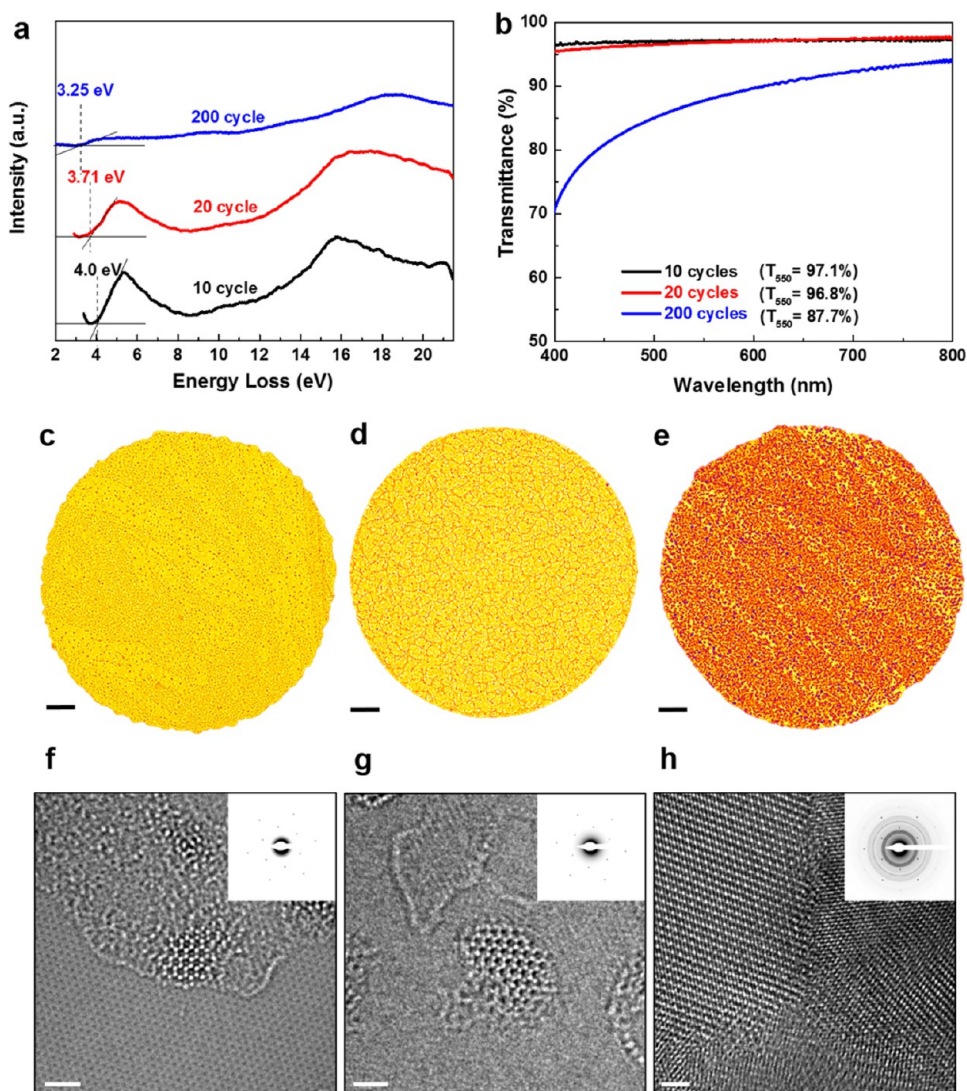 a
3.25 eV
200 cycle
3.71 eV
20 cycle
4.0 eV
10 cycle
Intensity (a.u.)
2 4 6 8 10 12 14 16 18 20
Energy Loss (eV)
b
100
90
80
70
60
50
Transmittance (%)
10 cycles (T550= 97.1%)
20 cycles (T550= 96.8%)
200 cycles (T550= 87.7%)
400 500 600 700 800
Wavelength (nm)
c
d
e
f
g
h